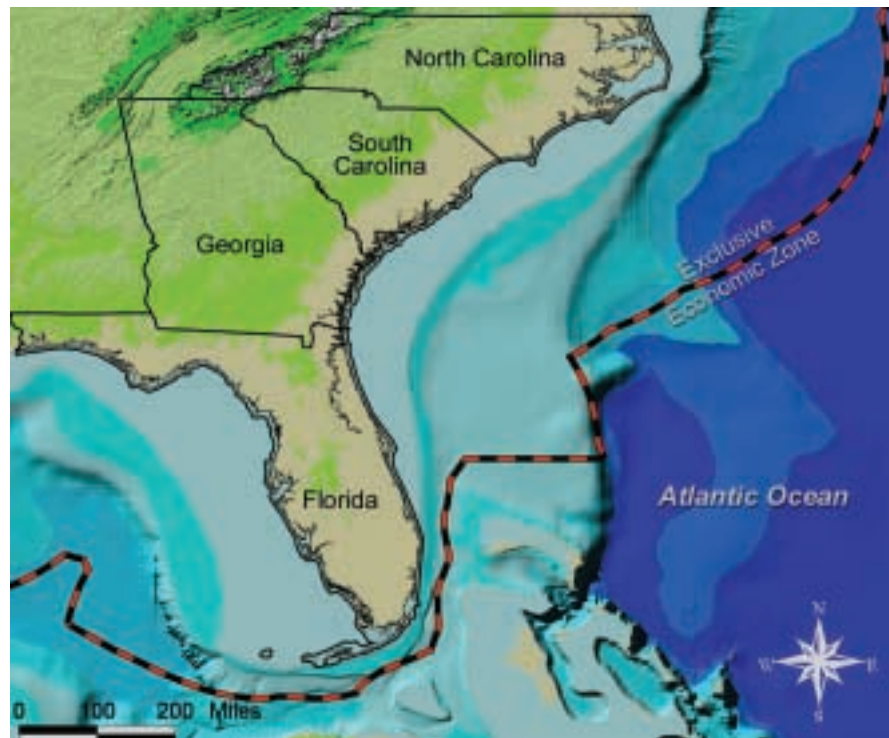 North Carolina
South
Carolina
Georgia
Exclusive
Economic Zone
Florida
Atlantic Ocean
N
W
E
S
0 100 200 Miles